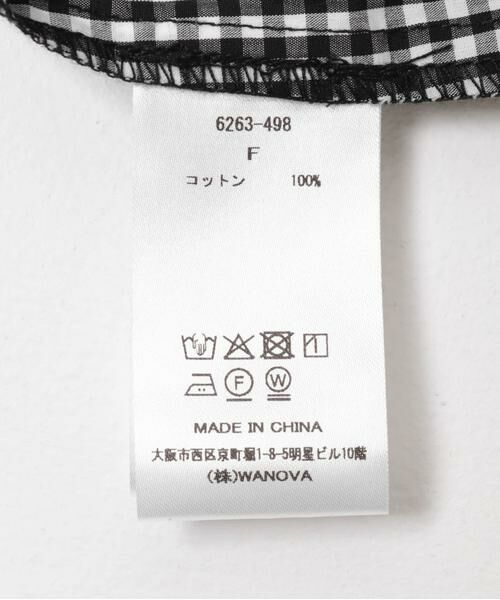 6263-498
F
コットン 100%
F W
MADE IN CHINA
大阪市西区京町堀1-8-5明星ビル10階
(株)WANOVA